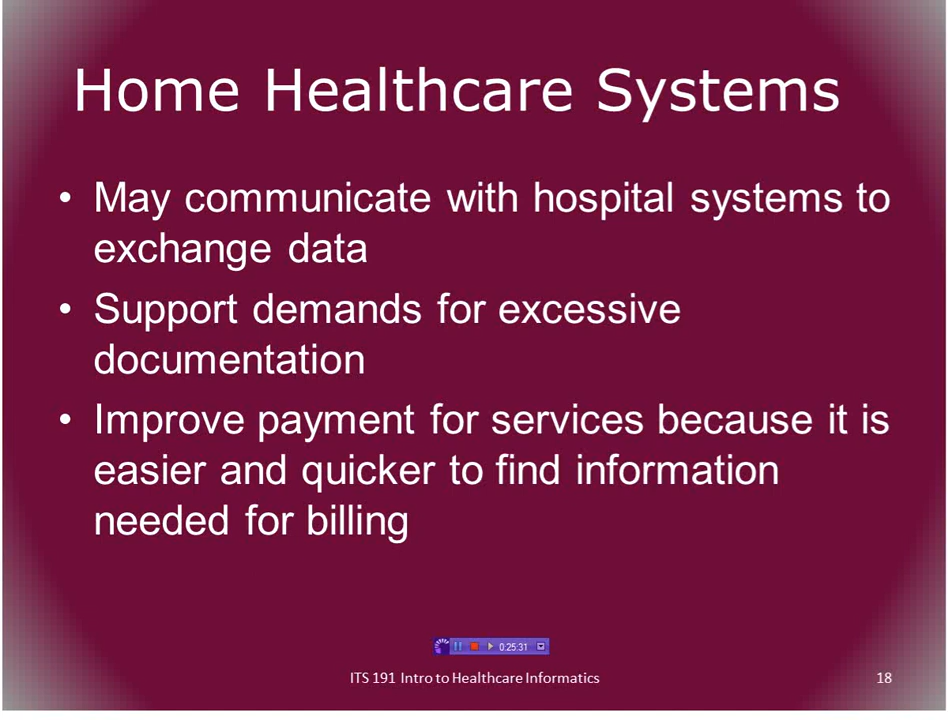 Home Healthcare Systems
• May communicate with hospital systems to
exchange data
• Support demands for excessive
documentation
• Improve payment for services because it is
easier and quicker to find information
needed for billing
0:25:31
ITS 191 Intro to Healthcare Informatics 18